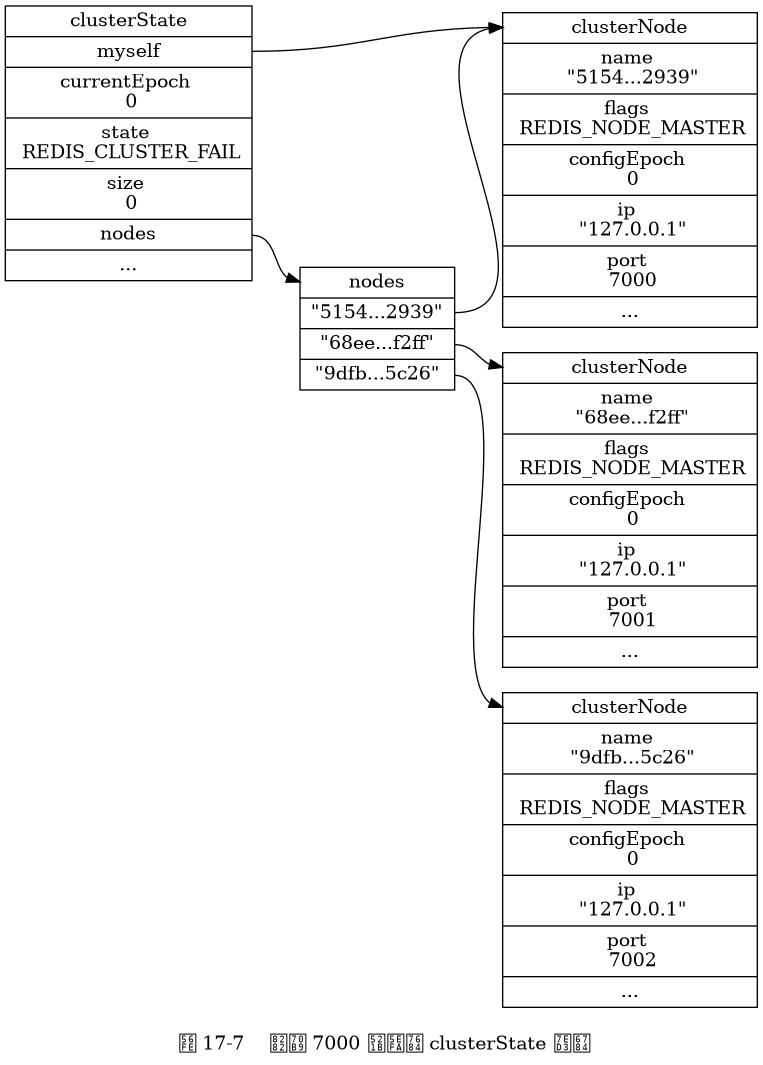 clusterState
myself
currentEpoch
0
state
REDIS_CLUSTER_FAIL
size
0
nodes
...
nodes
"5154...2939"
"68ee...f2ff"
"9dfb...5c26"
clusterNode
name
"5154...2939"
flags
REDIS_NODE_MASTER
configEpoch
0
ip
"127.0.0.1"
port
7000
...
clusterNode
name
"68ee...f2ff"
flags
REDIS_NODE_MASTER
configEpoch
0
ip
"127.0.0.1"
port
7001
...
clusterNode
name
"9dfb...5c26"
flags
REDIS_NODE_MASTER
configEpoch
0
ip
"127.0.0.1"
port
7002
...
17-7 7000 clusterState